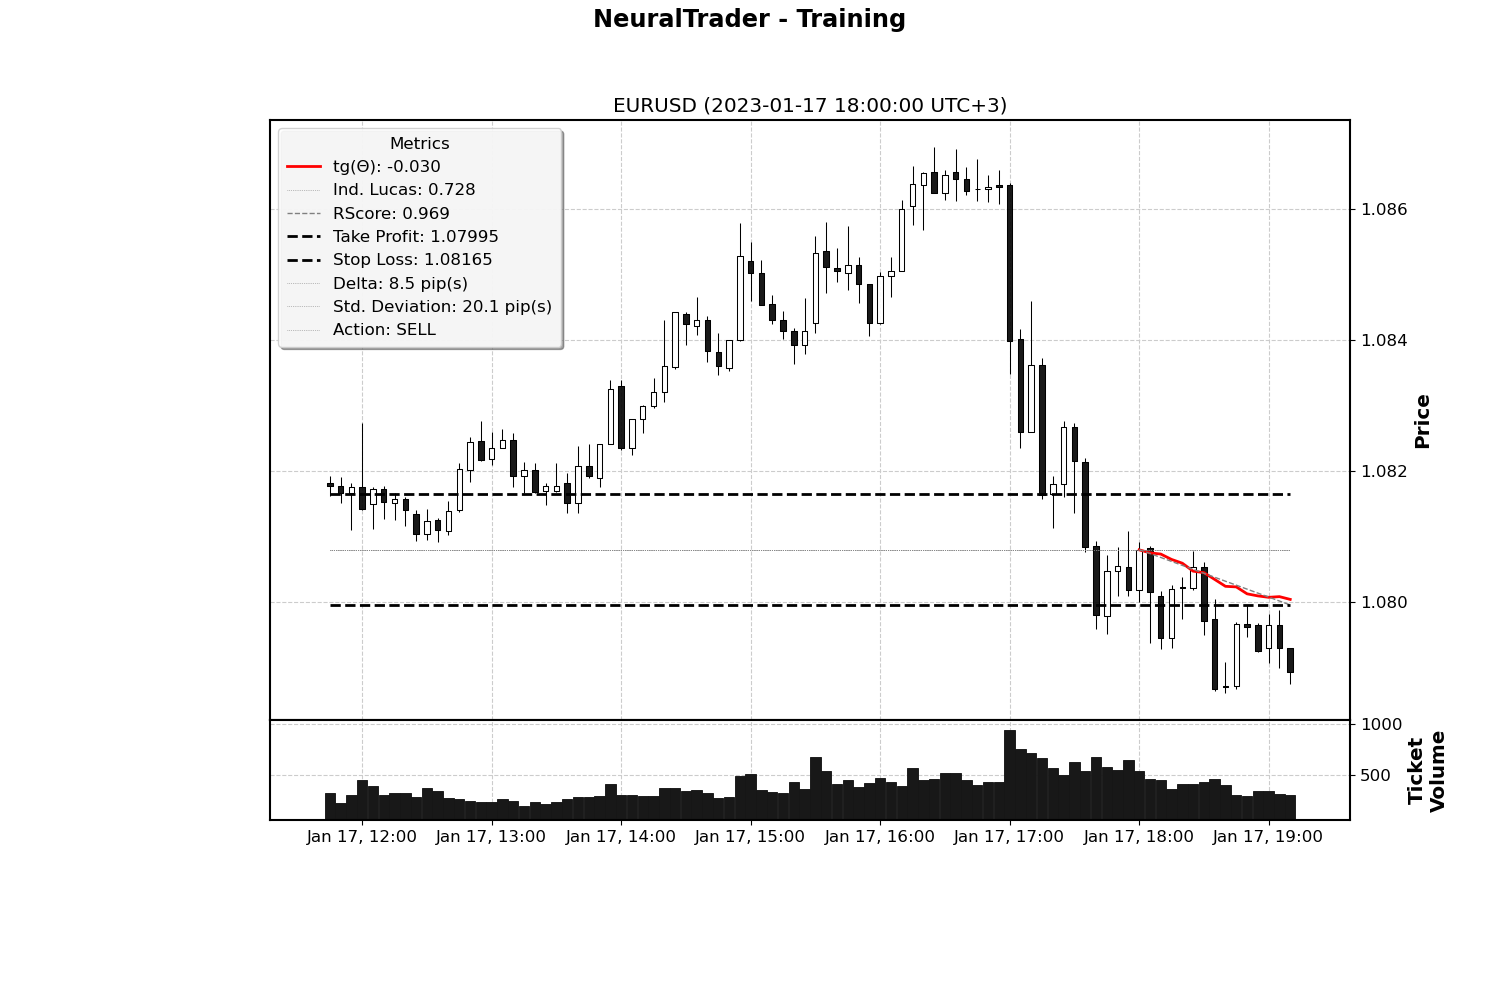 NeuralTrader - Training
EURUSD (2023-01-17 18:00:00 UTC+3)
Metrics
tg(Θ): -0.030
Ind. Lucas: 0.728
RScore: 0.969
Take Profit: 1.07995
Stop Loss: 1.08165
Delta: 8.5 pip(s)
Std. Deviation: 20.1 pip(s)
Action: SELL
1.086
1.084
1.082
1.080
Price
1000
500
Ticket
Volume
Jan 17, 12:00
Jan 17, 13:00
Jan 17, 14:00
Jan 17, 15:00
Jan 17, 16:00
Jan 17, 17:00
Jan 17, 18:00
Jan 17, 19:00